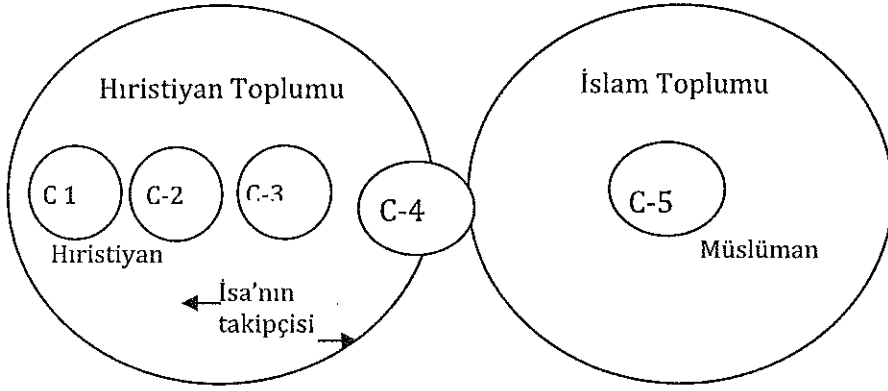 Hıristiyan Toplumu
İslam Toplumu
C 1
C-2
C-3
C-4
C-5
Hıristiyan
Müslüman
İsa'nın
takipçisi